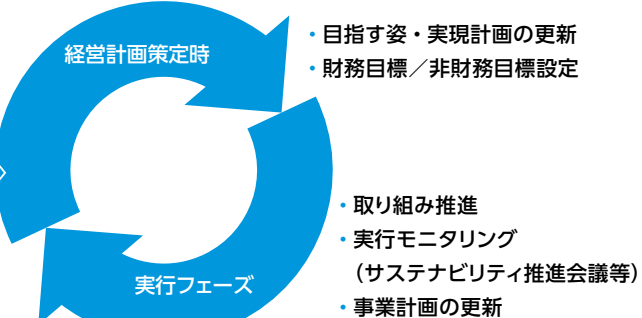 経営計画策定時
・目指す姿・実現計画の更新
・財務目標／非財務目標設定
・取り組み推進
・実行モニタリング
（サステナビリティ推進会議等）
・事業計画の更新
実行フェーズ